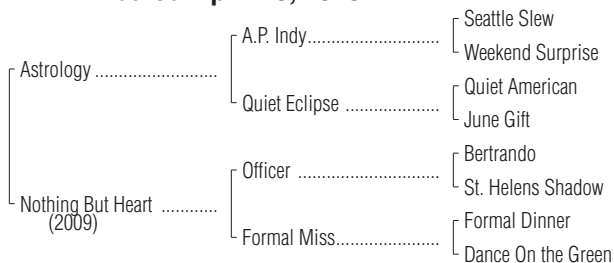 Seattle Slew
A.P. Indy
Weekend Surprise
Astrology
Quiet American
Quiet Eclipse
June Gift
Bertrando
Officer
St. Helens Shadow
Nothing But Heart
(2009)
Formal Dinner
Formal Miss
Dance On the Green